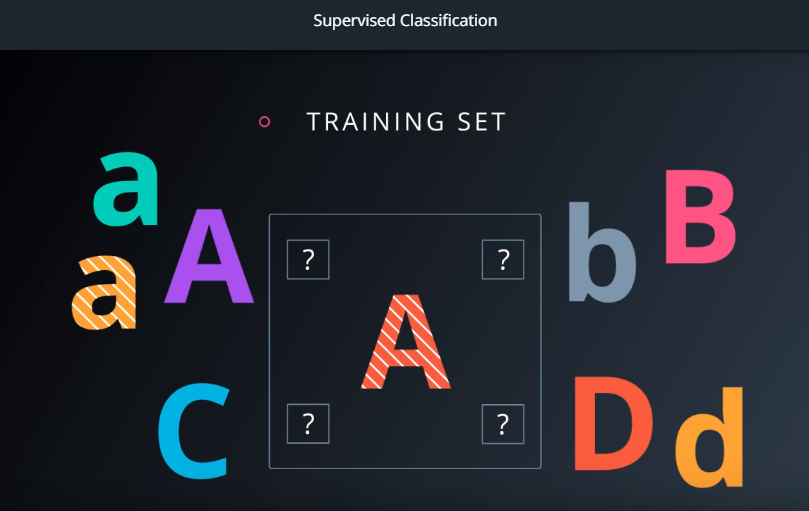 Supervised Classification
TRAINING SET
a
A
a
C
?
?
A
?
?
b
B
D
d